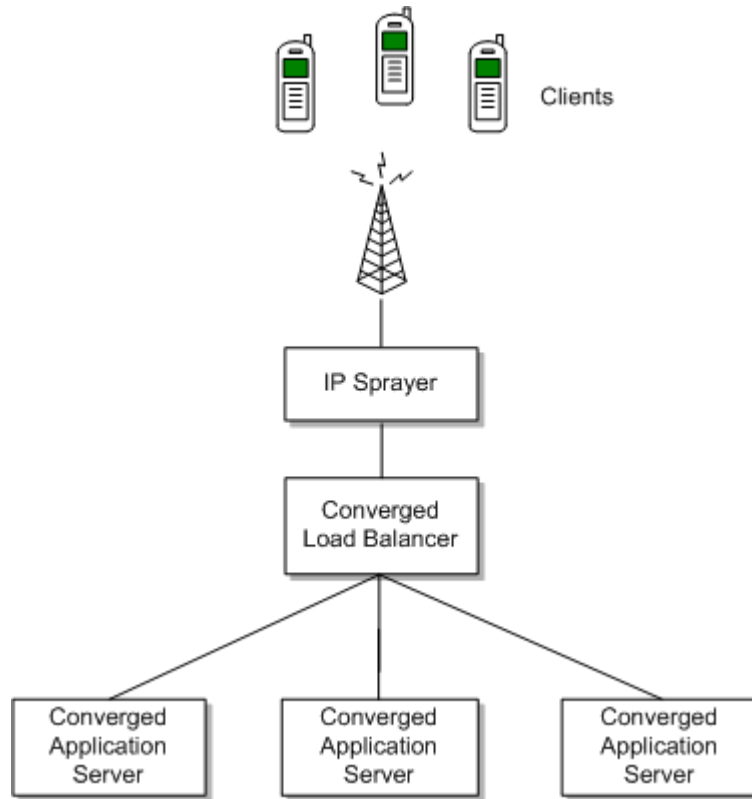 Clients
IP Sprayer
Converged
Load Balancer
Converged
Application
Server
Converged
Application
Server
Converged
Application
Server